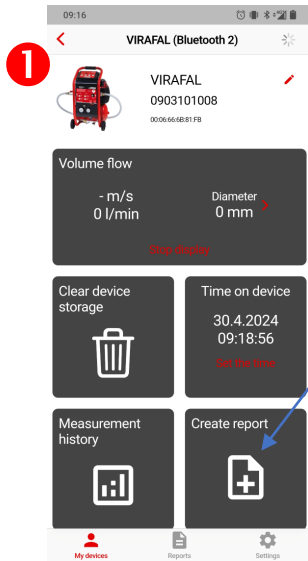 09:16
VIRAFAL (Bluetooth 2)
1
VIRAFAL
0903101008
00:06:66:6B:81:FB
Volume flow
- m/s
0 l/min
Diameter
0 mm
Stop display
Clear device
storage
Time on device
30.4.2024
09:18:56
Set the time
Measurement
history
Create report
My devices
Reports
Settings